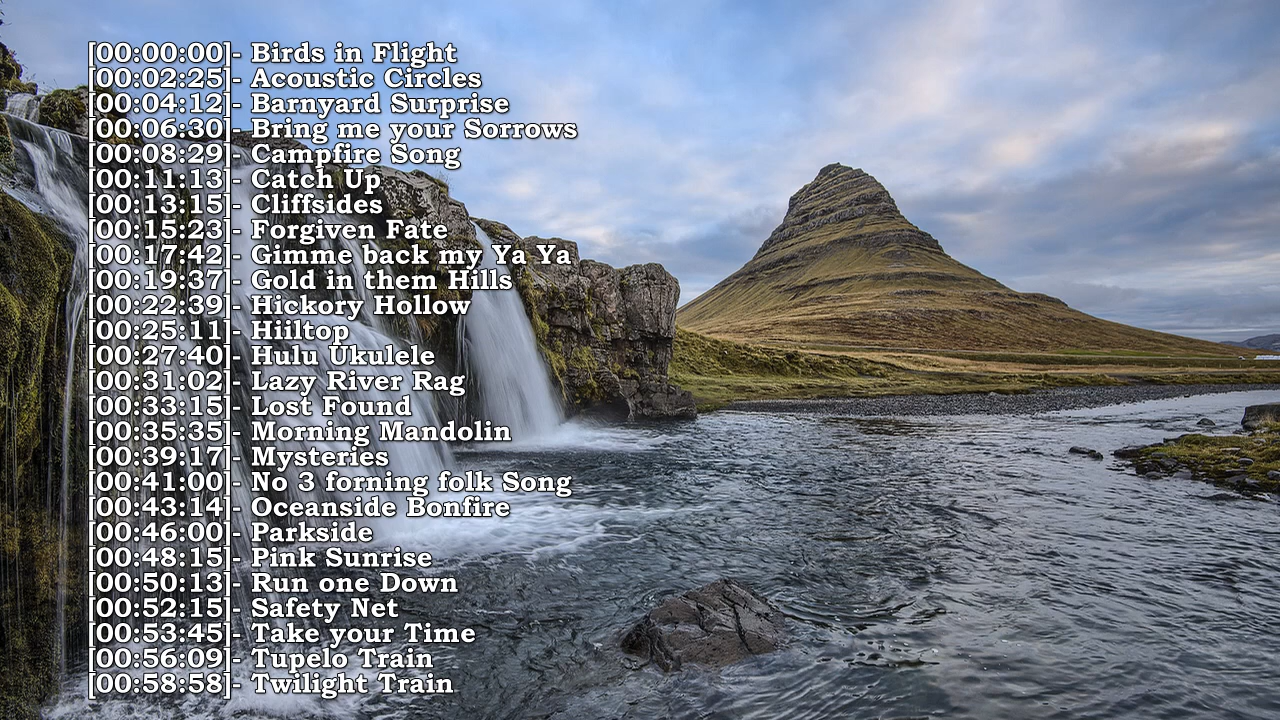 [00:00:00]- Birds in Flight
[00:02:25]- Acoustic Circles
[00:04:12]- Barnyard Surprise
[00:06:30]- Bring me your Sorrows
[00:08:29]- Campfire Song
[00:11:13]- Catch Up
[00:13:15]- Cliffsides
[00:15:23]- Forgiven Fate
[00:17:42]- Gimme back my Ya Ya
[00:19:37]- Gold in them Hills
[00:22:39]- Hickory Hollow
[00:25:11]- Hiiltop
[00:27:40]- Hulu Ukulele
[00:31:02]- Lazy River Rag
[00:33:15]- Lost Found
[00:35:35]- Morning Mandolin
[00:39:17]- Mysteries
[00:41:00]- No 3 forning folk Song
[00:43:14]- Oceanside Bonfire
[00:46:00]- Parkside
[00:48:15]- Pink Sunrise
[00:50:13]- Run one Down
[00:52:15]- Safety Net
[00:53:45]- Take your Time
[00:56:09]- Tupelo Train
[00:58:58]- Twilight Train